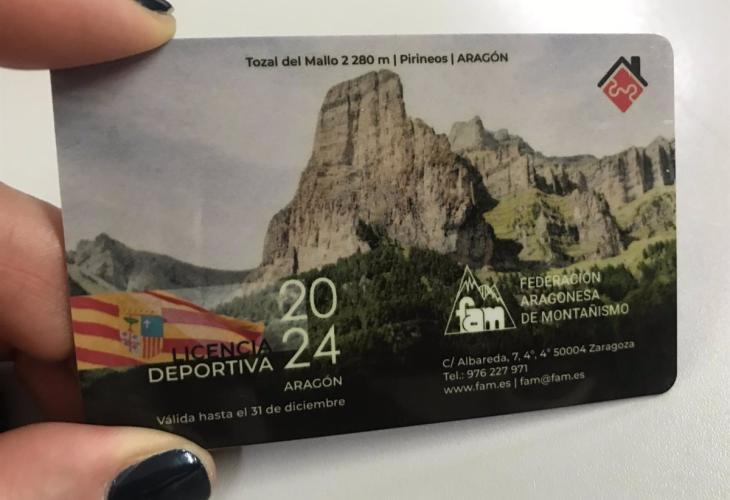 Tozal del Mallo 2 280 m | Pirineos | ARAGÓN
20
24
LICENCIA
DEPORTIVA
ARAGÓN
Válida hasta el 31 de diciembre
fam
FEDERACIÓN
ARAGONESA
DE MONTAÑISMO
C/ Albareda, 7, 4°, 4° 50004 Zaragoza
Tel.: 976 227 971
www.fam.es | fam@fam.es